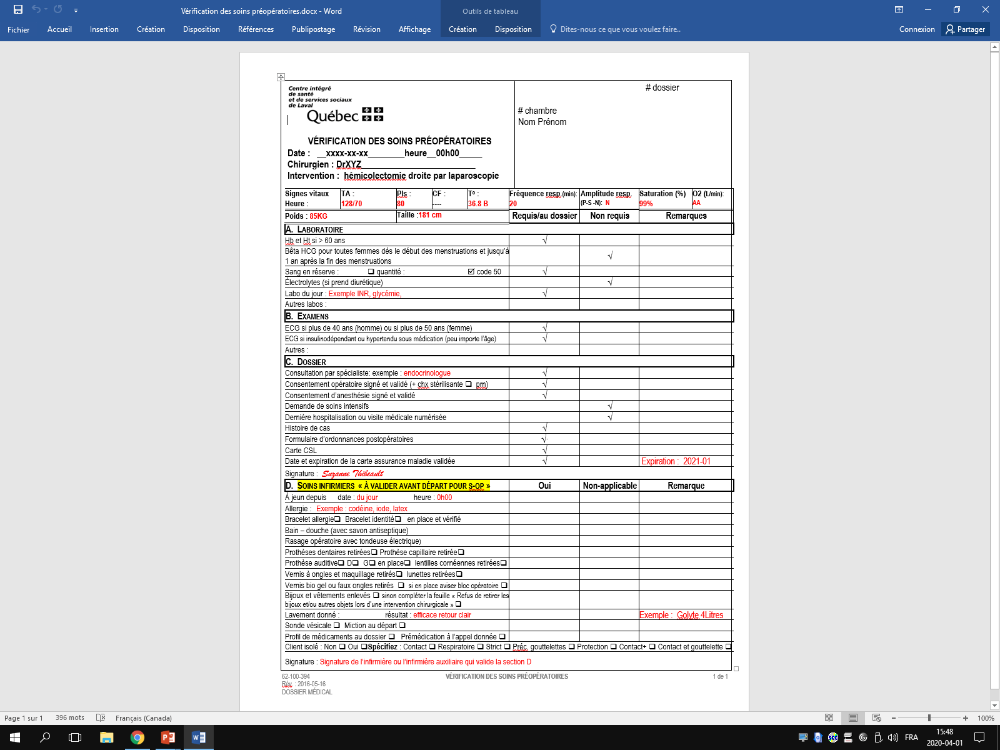 Vérification des soins préopératoires.docx - Word
Outils de tableau
Fichier Accueil Insertion Création Disposition Références Publipostage Révision Affichage Création Disposition Dites-nous ce que vous voulez faire.. Connexion Partager
Centre intégré
de santé
et de services sociaux
de Laval
Québec
# dossier
# chambre
Nom Prénom
VÉRIFICATION DES SOINS PRÉOPÉRATOIRES
Date : __xxxx-xx-xx________heure__00h00_____
Chirurgien : DrXYZ_____________________
Intervention : hémicolectomie droite par laparoscopie
Signes vitaux TA : Pls : CF : T° : Fréquence resp.(min): Amplitude resp. Saturation (%) O2 (L/min):
Heure : 128/70 80 ---- 36.8 B 20 (P-S -N): N 99% AA
Poids : 85KG Taille :181 cm Requis/au dossier Non requis Remarques
A. LABORATOIRE
Hb et Ht si > 60 ans √
Bêta HCG pour toutes femmes dès le début des menstruations et jusqu'à
1 an après la fin des menstruations √
Sang en réserve : ❑ quantité : ☑ code 50 √
Électrolytes (si prend diurétique) √
Labo du jour : Exemple INR, glycémie, √
Autres labos :
B. EXAMENS
ECG si plus de 40 ans (homme) ou si plus de 50 ans (femme) √
ECG si insulinodépendant ou hypertendu sous médication (peu importe l'âge) √
Autres :
C. DOSSIER
Consultation par spécialiste: exemple : endocrinologue √
Consentement opératoire signé et validé (+ chx stérilisante ❑ prn) √
Consentement d'anesthésie signé et validé √
Demande de soins intensifs √
Dernière hospitalisation ou visite médicale numérisée √
Histoire de cas √
Formulaire d'ordonnances postopératoires √
Carte CSL √
Date et expiration de la carte assurance maladie validée √ Expiration : 2021-01
Signature : Suzanne Thibeault
D. SOINS INFIRMIERS « À VALIDER AVANT DÉPART POUR S-OP » Oui Non-applicable Remarque
À jeun depuis date : du jour heure : 0h00
Allergie : Exemple : codéine, iode, latex
Bracelet allergie❑ Bracelet identité❑ en place et vérifié
Bain – douche (avec savon antiseptique)
Rasage opératoire avec tondeuse électrique)
Prothèses dentaires retirées❑ Prothèse capillaire retirée❑
Prothèse auditive❑ D❑ G❑ en place❑ lentilles cornéennes retirées❑
Vernis à ongles et maquillage retirés❑ lunettes retirées❑
Vernis bio gel ou faux ongles retirés ❑ si en place aviser bloc opératoire ❑
Bijoux et vêtements enlevés ❑ sinon compléter la feuille « Refus de retirer les
bijoux et/ou autres objets lors d'une intervention chirurgicale » ❑
Lavement donné : résultat : efficace retour clair Exemple : Golyte 4Litres
Sonde vésicale ❑ Miction au départ ❑
Profil de médicaments au dossier ❑ Prémédication à l'appel donnée ❑
Client isolé : Non ❑ Oui ❑Spécifiez : Contact ❑ Respiratoire ❑ Strict ❑ Préc. gouttelettes ❑ Protection ❑ Contact+ ❑ Contact et gouttelette ❑
Signature : Signature de l'infirmière ou l'infirmière auxiliaire qui valide la section D
62-100-394 VÉRIFICATION DES SOINS PRÉOPÉRATOIRES 1 de 1
Rév. : 2016-05-16
DOSSIER MÉDICAL
Page 1 sur 1 396 mots Français (Canada) 100%
FRA 15:48
2020-04-01